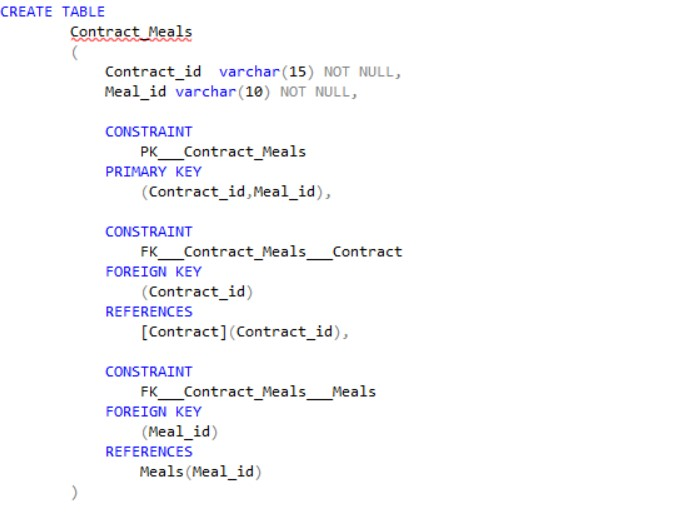 CREATE TABLE
Contract_Meals
(
Contract_id  varchar(15) NOT NULL,
Meal_id varchar(10) NOT NULL,
CONSTRAINT
PK___Contract_Meals
PRIMARY KEY
(Contract_id,Meal_id),
CONSTRAINT
FK___Contract_Meals___Contract
FOREIGN KEY
(Contract_id)
REFERENCES
[Contract](Contract_id),
CONSTRAINT
FK___Contract_Meals___Meals
FOREIGN KEY
(Meal_id)
REFERENCES
Meals(Meal_id)
)